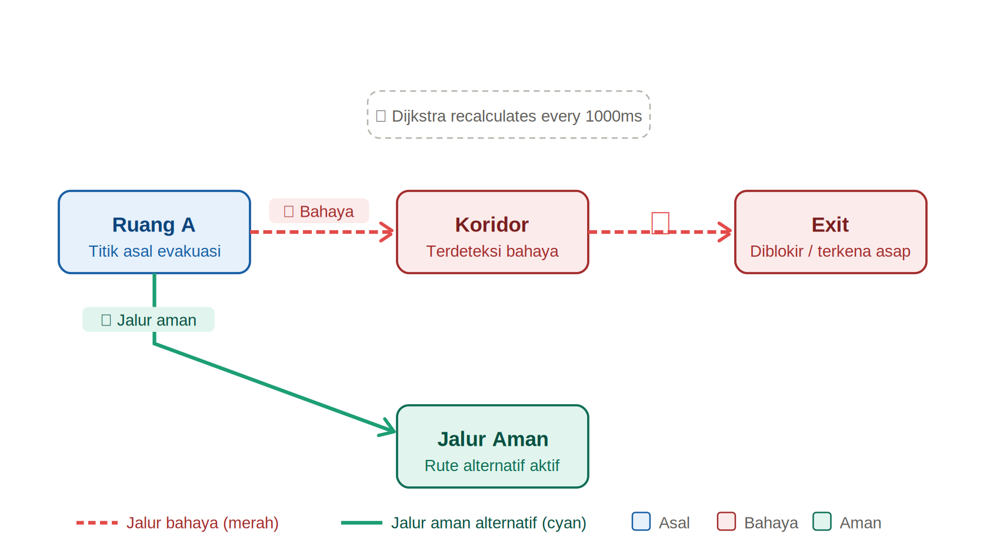 Dijkstra recalculates every 1000ms
Ruang A
Titik asal evakuasi
Bahaya
Koridor
Terdeteksi bahaya
Exit
Diblokir / terkena asap
Jalur aman
Jalur Aman
Rute alternatif aktif
Jalur bahaya (merah)
Jalur aman alternatif (cyan)
Asal
Bahaya
Aman